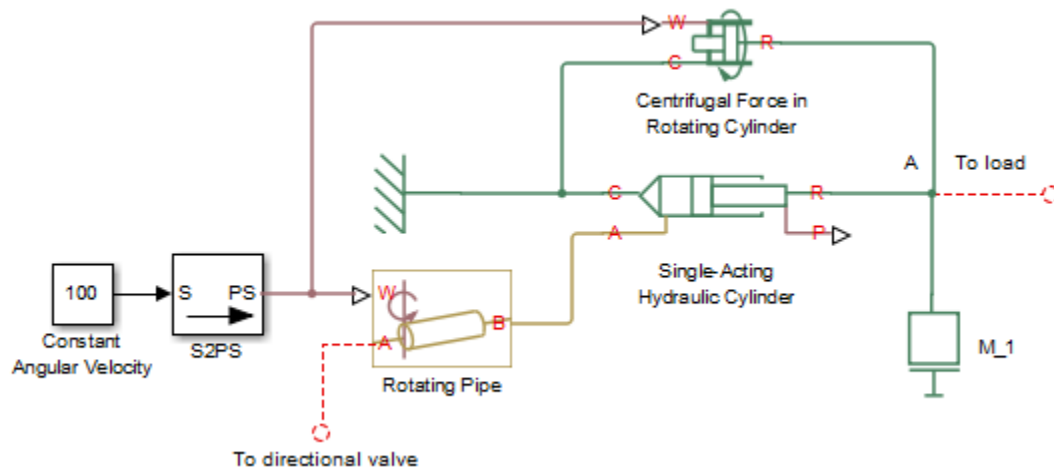 W
R
C
Centrifugal Force in
Rotating Cylinder
A
To load
C
R
A
P
Single-Acting
Hydraulic Cylinder
100
S PS
Constant
Angular Velocity
S2PS
W
B
A
Rotating Pipe
M_1
To directional valve